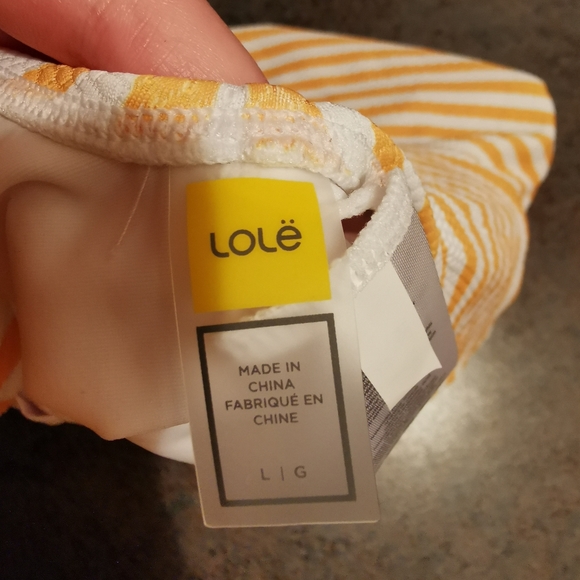 LOLË
MADE IN
CHINA
FABRIQUÉ EN
CHINE
L | G